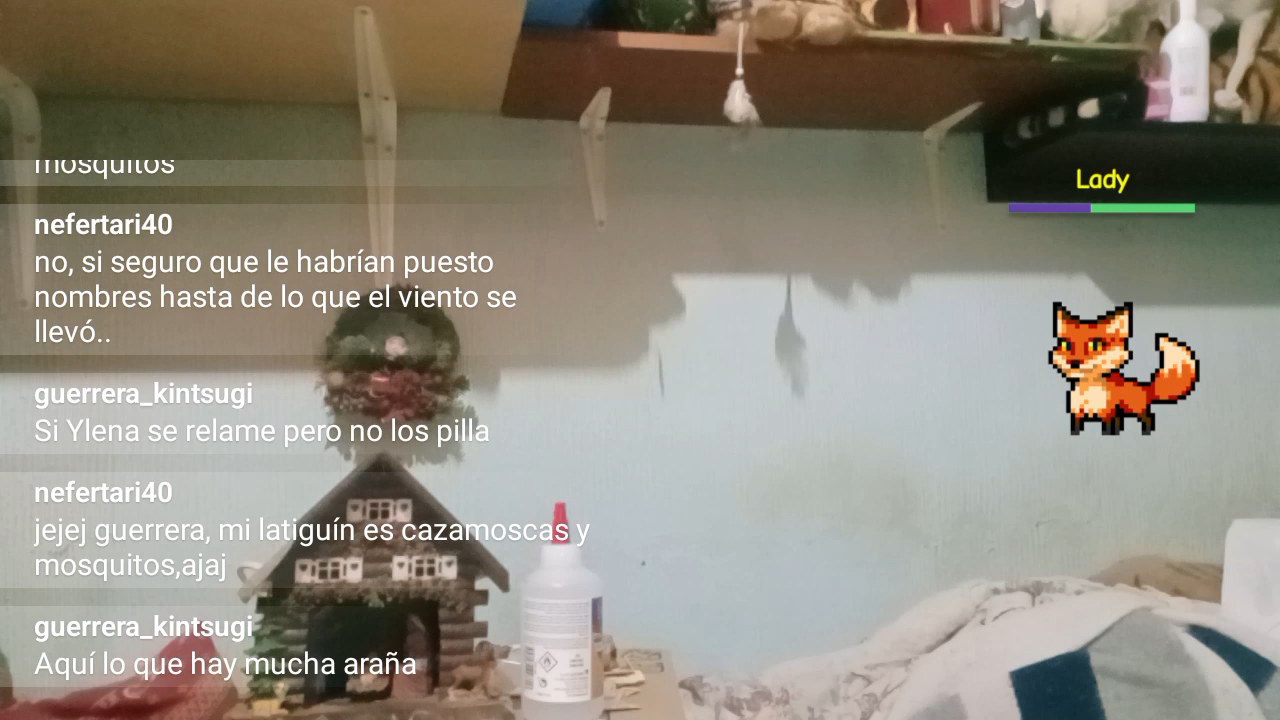 mosquitos
Lady
nefertari40
no, si seguro que le habrían puesto
nombres hasta de lo que el viento se
llevó..
guerrera_kintsugi
Si Ylena se relame pero no los pilla
nefertari40
jejej guerrera, mi latiguín es cazamoscas y
mosquitos,ajaj
guerrera_kintsugi
Aquí lo que hay mucha araña